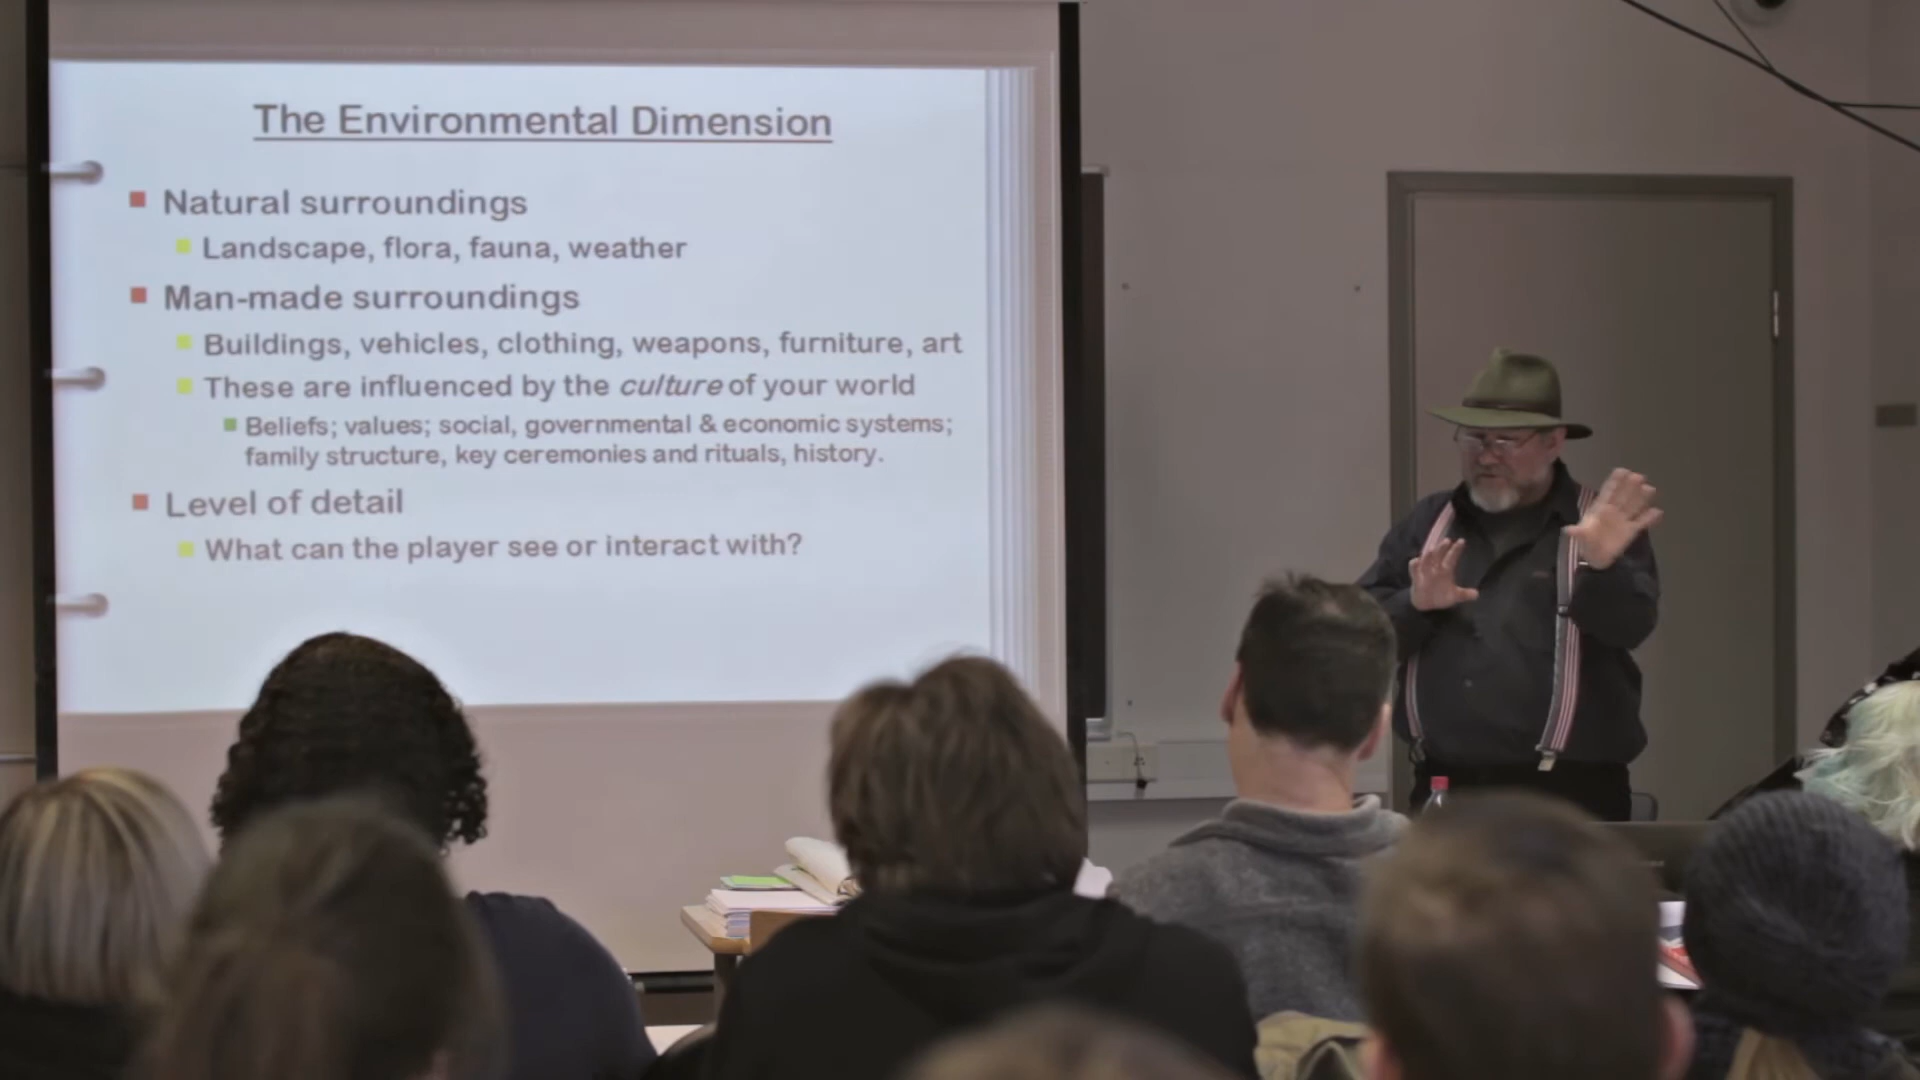 The Environmental Dimension
Natural surroundings
Landscape, flora, fauna, weather
Man-made surroundings
Buildings, vehicles, clothing, weapons, furniture, art
These are influenced by the culture of your world
Beliefs; values; social, governmental & economic systems;
family structure, key ceremonies and rituals, history.
Level of detail
What can the player see or interact with?